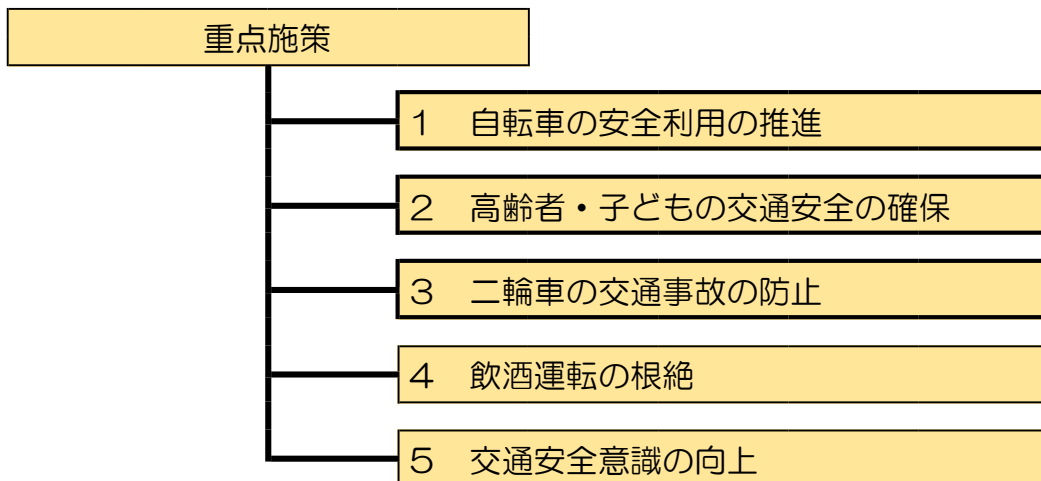 重点施策
1　自転車の安全利用の推進
2　高齢者・子どもの交通安全の確保
3　二輪車の交通事故の防止
4　飲酒運転の根絶
5　交通安全意識の向上